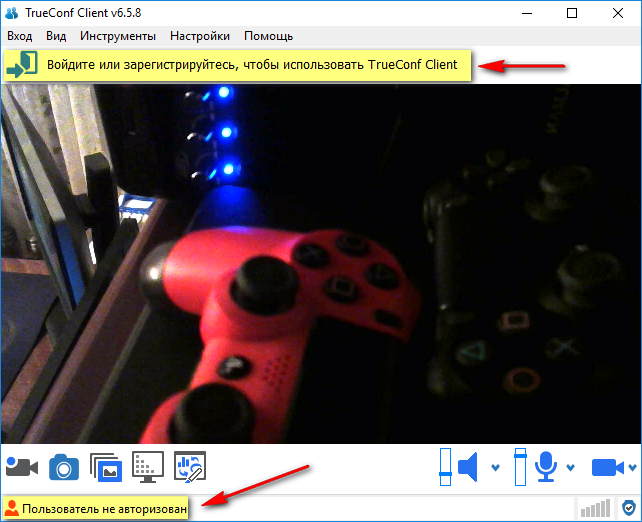 TrueConf Client v6.5.8
Вход Вид Инструменты Настройки Помощь
Войдите или зарегистрируйтесь, чтобы использовать TrueConf Client
Пользователь не авторизован